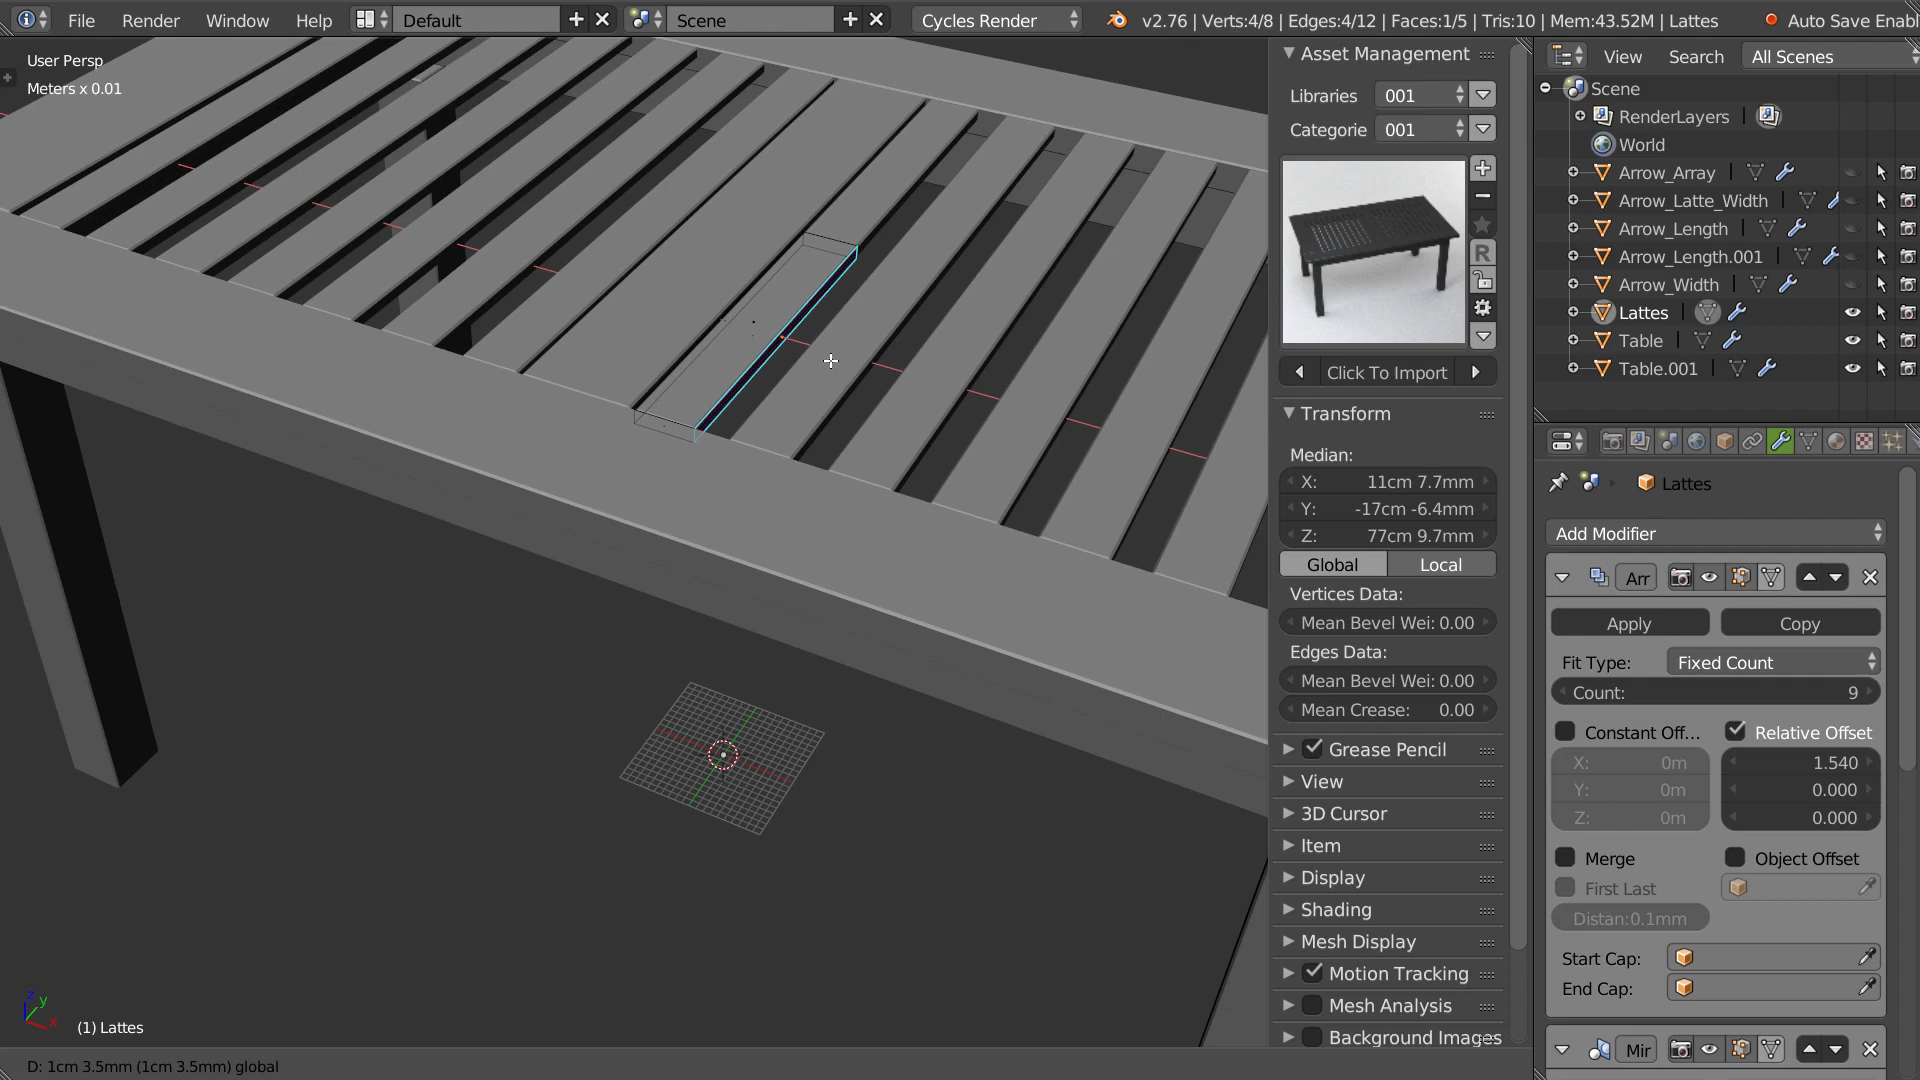 File Render Window Help Default Scene Cycles Render v2.76 | Verts:4/8 | Edges:4/12 | Faces:1/5 | Tris:10 | Mem:43.52M | Lattes Auto Save Enabl
User Persp
Meters x 0.01
(1) Lattes
D: 1cm 3.5mm (1cm 3.5mm) global
z y
x
Asset Management
Libraries 001
Categorie 001
R
Click To Import
Transform
Median:
X: 11cm 7.7mm
Y: -17cm -6.4mm
Z: 77cm 9.7mm
Global Local
Vertices Data:
Mean Bevel Wei: 0.00
Edges Data:
Mean Bevel Wei: 0.00
Mean Crease: 0.00
Grease Pencil
View
3D Cursor
Item
Display
Shading
Mesh Display
Motion Tracking
Mesh Analysis
Background Images
View Search All Scenes
Scene
RenderLayers
World
Arrow_Array
Arrow_Latte_Width
Arrow_Length
Arrow_Length.001
Arrow_Width
Lattes
Table
Table.001
Lattes
Add Modifier
Arr
Apply Copy
Fit Type: Fixed Count
Count: 9
Constant Off... Relative Offset
X: 0m 1.540
Y: 0m 0.000
Z: 0m 0.000
Merge Object Offset
First Last
Distan:0.1mm
Start Cap:
End Cap:
Mir